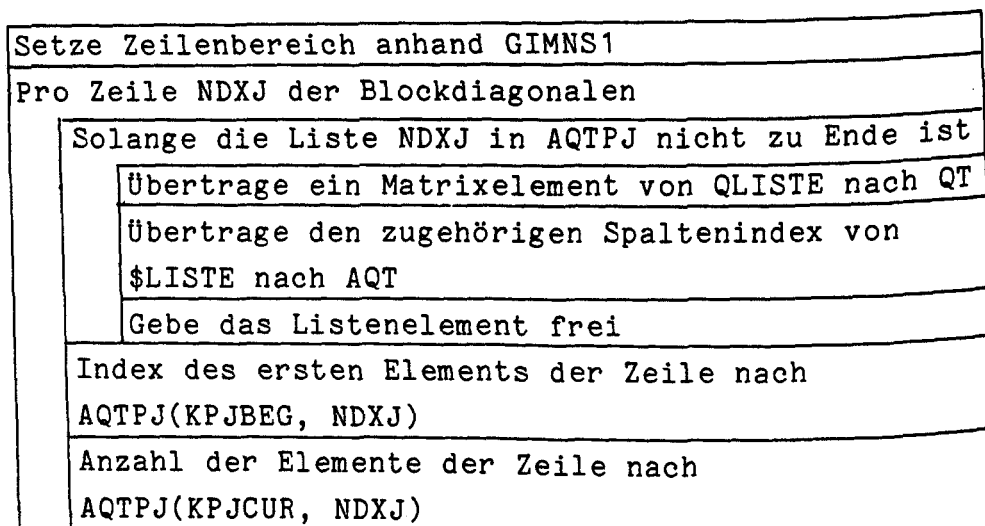 Setze Zeilenbereich anhand GIMNS1
Pro Zeile NDXJ der Blockdiagonalen
Solange die Liste NDXJ in AQTPJ nicht zu Ende ist
Übertrage ein Matrixelement von QLISTE nach QT
Übertrage den zugehörigen Spaltenindex von
$LISTE nach AQT
Gebe das Listenelement frei
Index des ersten Elements der Zeile nach
AQTPJ(KPJBEG, NDXJ)
Anzahl der Elemente der Zeile nach
AQTPJ(KPJCUR, NDXJ)